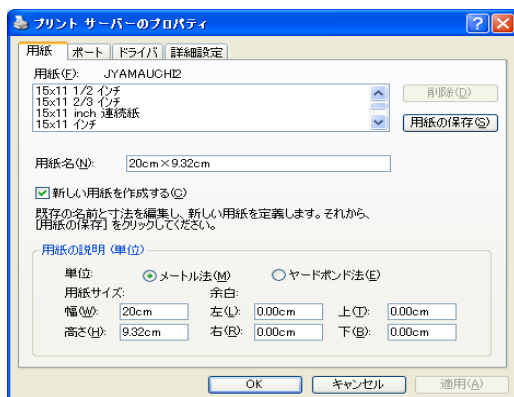 プリント サーバーのプロパティ
用紙 ポート ドライバ 詳細設定
用紙(F): JYAMAUCHI2
15x11 1/2 インチ
15x11 2/3 インチ
15x11 inch 連続紙
15x11 インチ
削除(D)
用紙の保存(S)
用紙名(N): 20cm×9.32cm
新しい用紙を作成する(C)
既存の名前と寸法を編集し、新しい用紙を定義します。それから、
[用紙の保存] をクリックしてください。
用紙の説明 (単位)
単位: メートル法(M) ヤードポンド法(E)
用紙サイズ: 余白:
幅(W): 20cm 左(L): 0.00cm 上(T): 0.00cm
高さ(H): 9.32cm 右(R): 0.00cm 下(B): 0.00cm
OK キャンセル 適用(A)